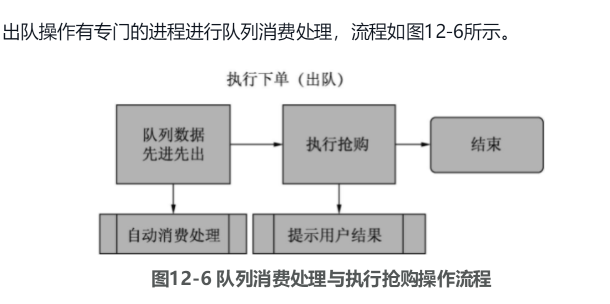 出队操作有专门的进程进行队列消费处理，流程如图12-6所示。
执行下单（出队）
队列数据
先进先出
执行抢购
结束
自动消费处理
提示用户结果
图12-6 队列消费处理与执行抢购操作流程